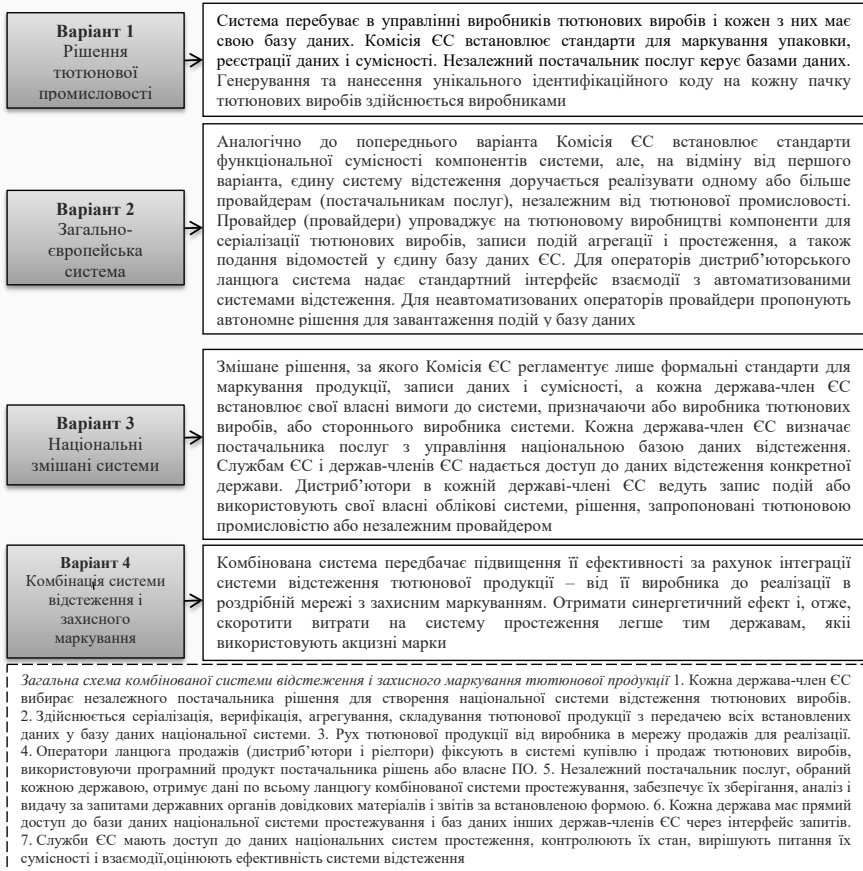 Варіант 1
Рішення
тютюнової
промисловості
Система перебуває в управлінні виробників тютюнових виробів і кожен з них має
свою базу даних. Комісія ЄС встановлює стандарти для маркування упаковки,
реєстрації даних і сумісності. Незалежний постачальник послуг керує базами даних.
Генерування та нанесення унікального ідентифікаційного коду на кожну пачку
тютюнових виробів здійснюється виробниками
Варіант 2
Загально-
європейська
система
Аналогічно до попереднього варіанта Комісія ЄС встановлює стандарти
функціональної сумісності компонентів системи, але, на відміну від першого
варіанта, єдину систему відстеження доручається реалізувати одному або більше
провайдерам (постачальникам послуг), незалежним від тютюнової промисловості.
Провайдер (провайдери) упроваджує на тютюновому виробництві компоненти для
серіалізації тютюнових виробів, записи подій агрегації і простеження, а також
подання відомостей у єдину базу даних ЄС. Для операторів дистриб’юторського
ланцюга система надає стандартний інтерфейс взаємодії з автоматизованими
системами відстеження. Для неавтоматизованих операторів провайдери пропонують
автономне рішення для завантаження подій у базу даних
Варіант 3
Національні
змішані системи
Змішане рішення, за якого Комісія ЄС регламентує лише формальні стандарти для
маркування продукції, записи даних і сумісності, а кожна держава-член ЄС
встановлює свої власні вимоги до системи, призначаючи або виробника тютюнових
виробів, або стороннього виробника системи. Кожна держава-член ЄС визначає
постачальника послуг з управління національною базою даних відстеження.
Службам ЄС і держав-членів ЄС надається доступ до даних відстеження конкретної
держави. Дистриб’ютори в кожній державі-члені ЄС ведуть запис подій або
використовують свої власні облікові системи, рішення, запропоновані тютюновою
промисловістю або незалежним провайдером
Варіант 4
Комбінація системи
відстеження і
захисного
маркування
Комбінована система передбачає підвищення її ефективності за рахунок інтеграції
системи відстеження тютюнової продукції – від її виробника до реалізації в
роздрібній мережі з захисним маркуванням. Отримати синергетичний ефект і, отже,
скоротити витрати на систему простеження легше тим державам, якіі
використовують акцизні марки
Загальна схема комбінованої системи відстеження і захисного маркування тютюнової продукції 1. Кожна держава-член ЄС
вибирає незалежного постачальника рішення для створення національної системи відстеження тютюнових виробів.
2. Здійснюється серіалізація, верифікація, агрегування, складування тютюнової продукції з передачею всіх встановлених
даних у базу даних національної системи. 3. Рух тютюнової продукції від виробника в мережу продажів для реалізації.
4. Оператори ланцюга продажів (дистриб’ютори і ріелтори) фіксують в системі купівлю і продаж тютюнових виробів,
використовуючи програмний продукт постачальника рішень або власне ПО. 5. Незалежний постачальник послуг, обраний
кожною державою, отримує дані по всьому ланцюгу комбінованої системи простежування, забезпечує їх зберігання, аналіз і
видачу за запитами державних органів довідкових матеріалів і звітів за встановленою формою. 6. Кожна держава має прямий
доступ до бази даних національної системи простежування і баз даних інших держав-членів ЄС через інтерфейс запитів.
7. Служби ЄС мають доступ до даних національних систем простеження, контролюють їх стан, вирішують питання їх
сумісності і взаємодії,оцінюють ефективність системи відстеження